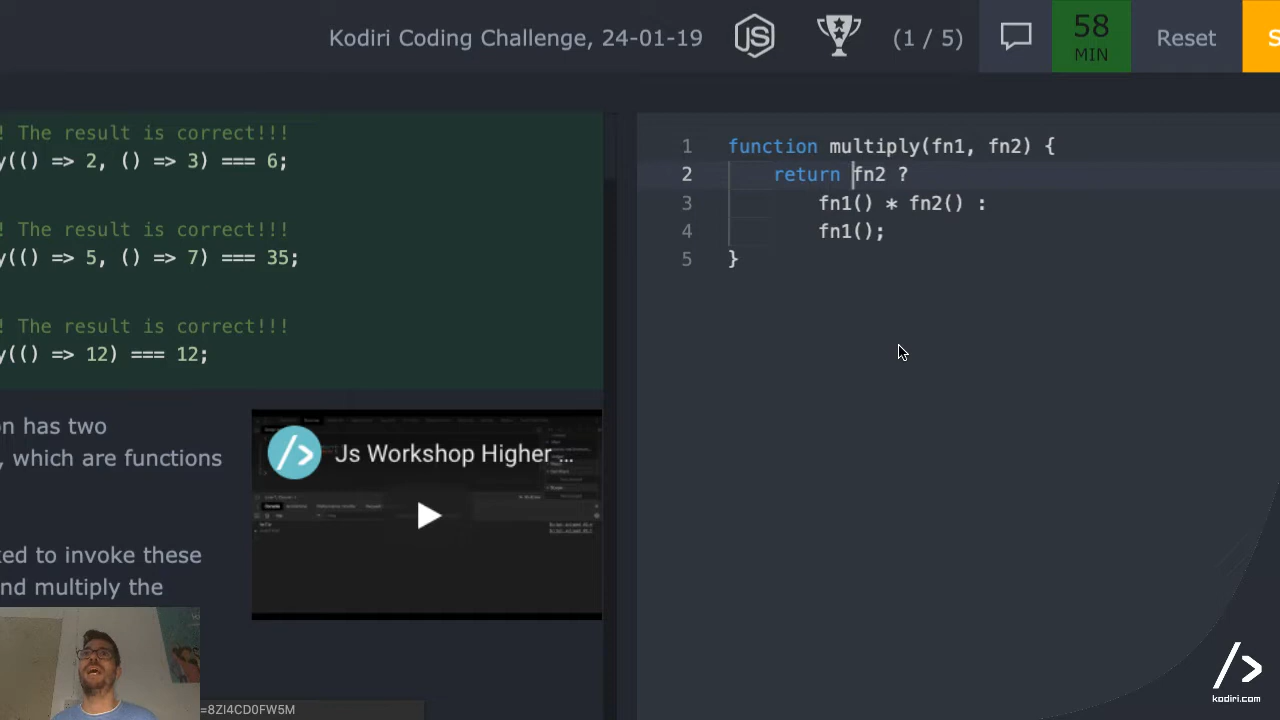 Kodiri Coding Challenge, 24-01-19
JS
(1 / 5)
58
MIN
Reset
S
! The result is correct!!!
y(() => 2, () => 3) === 6;
! The result is correct!!!
y(() => 5, () => 7) === 35;
! The result is correct!!!
y(() => 12) === 12;
on has two
, which are functions
ked to invoke these
nd multiply the
Js Workshop Higher ...
=8ZI4CD0FW5M
1 function multiply(fn1, fn2) {
2 return fn2 ?
3 fn1() * fn2() :
4 fn1();
5 }
</>
kodiri.com